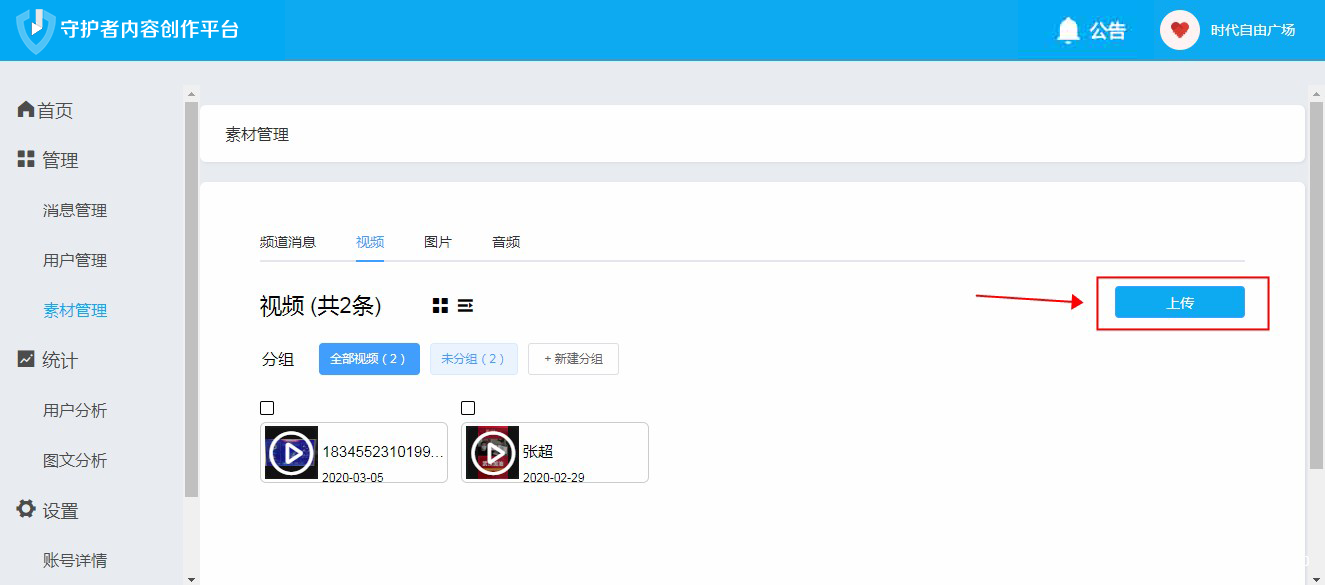 守护者内容创作平台
公告
时代自由广场
首页
管理
消息管理
用户管理
素材管理
统计
用户分析
图文分析
设置
账号详情
素材管理
频道消息 视频 图片 音频
视频 (共2条)
上传
分组 全部视频 ( 2 ) 未分组 ( 2 ) + 新建分组
1834552310199...
2020-03-05
张超
2020-02-29